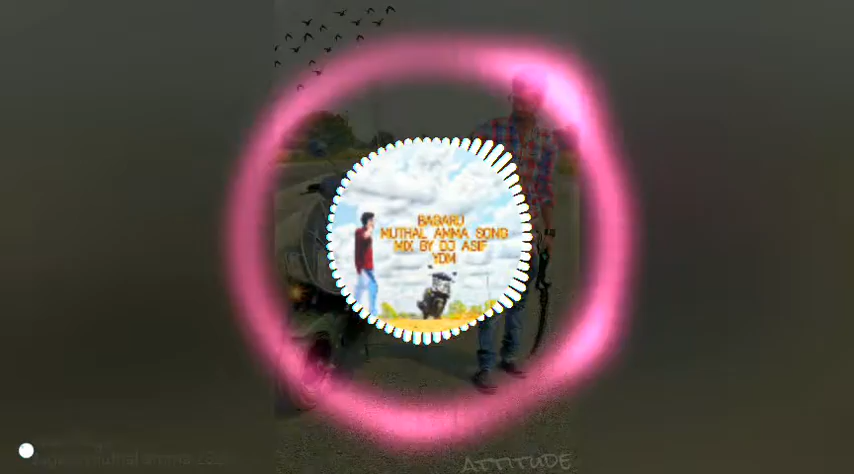 BAGARU
MUTHAL AMMA SONG
MIX BY DJ ASIF
YDM
ATTITUDE